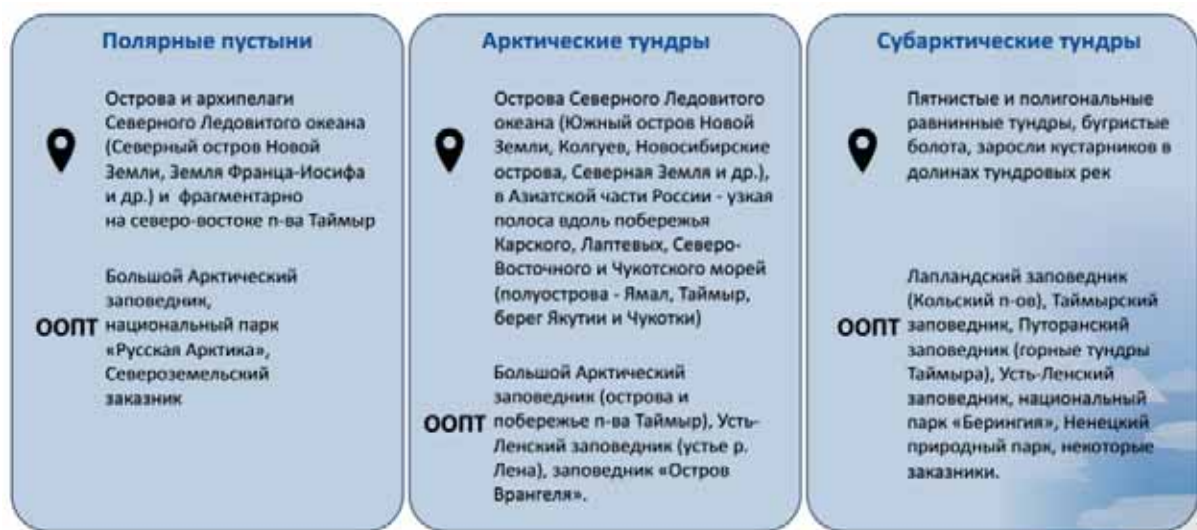 Полярные пустыни
Острова и архипелаги
Северного Ледовитого океана
(Северный остров Новой
Земли, Земля Франца-Иосифа
и др.) и фрагментарно
на северо-востоке п-ва Таймыр
ООПТ
Большой Арктический
заповедник,
национальный парк
«Русская Арктика»,
Североземельский
заказник
Арктические тундры
Острова Северного Ледовитого
океана (Южный остров Новой
Земли, Колгуев, Новосибирские
острова, Северная Земля и др.),
в Азиатской части России - узкая
полоса вдоль побережья
Карского, Лаптевых, Северо-
Восточного и Чукотского морей
(полуострова - Ямал, Таймыр,
берег Якутии и Чукотки)
ООПТ
Большой Арктический
заповедник (острова и
побережье п-ва Таймыр), Усть-
Ленский заповедник (устье р.
Лена), заповедник «Остров
Врангеля».
Субарктические тундры
Пятнистые и полигональные
равнинные тундры, бугристые
болота, заросли кустарников в
долинах тундровых рек
ООПТ
Лапландский заповедник
(Кольский п-ов), Таймырский
заповедник, Путоранский
заповедник (горные тундры
Таймыра), Усть-Ленский
заповедник, национальный
парк «Берингия», Ненецкий
природный парк, некоторые
заказники.